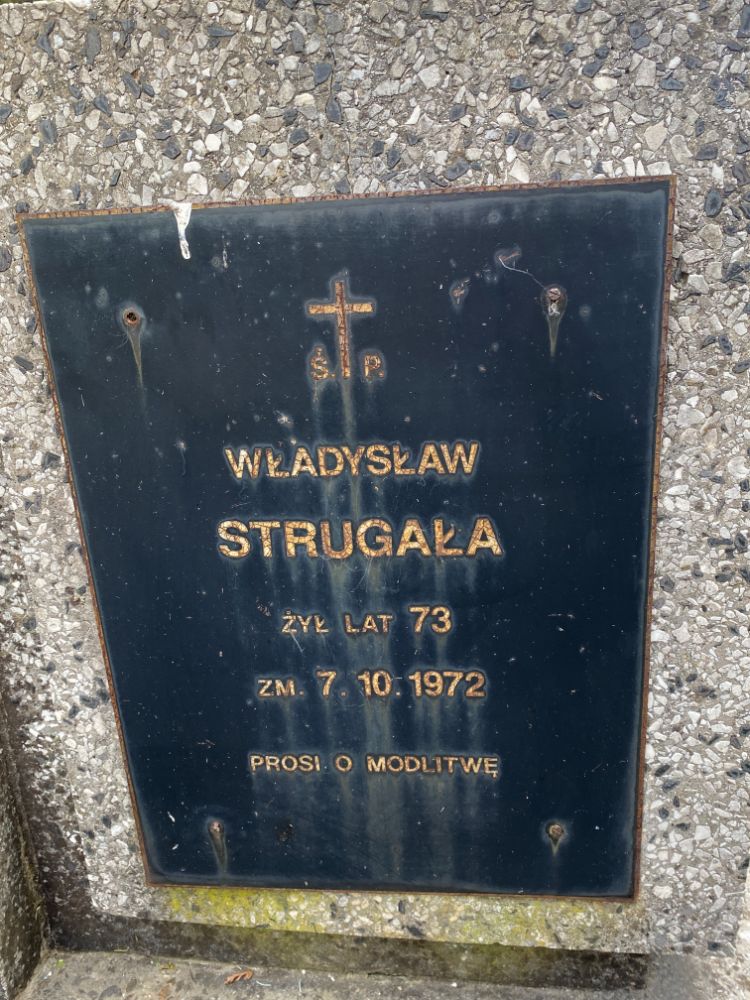 Ś. P.
WŁADYSŁAW
STRUGAŁA
ŻYŁ LAT 73
ZM. 7. 10. 1972
PROSI O MODLITWĘ